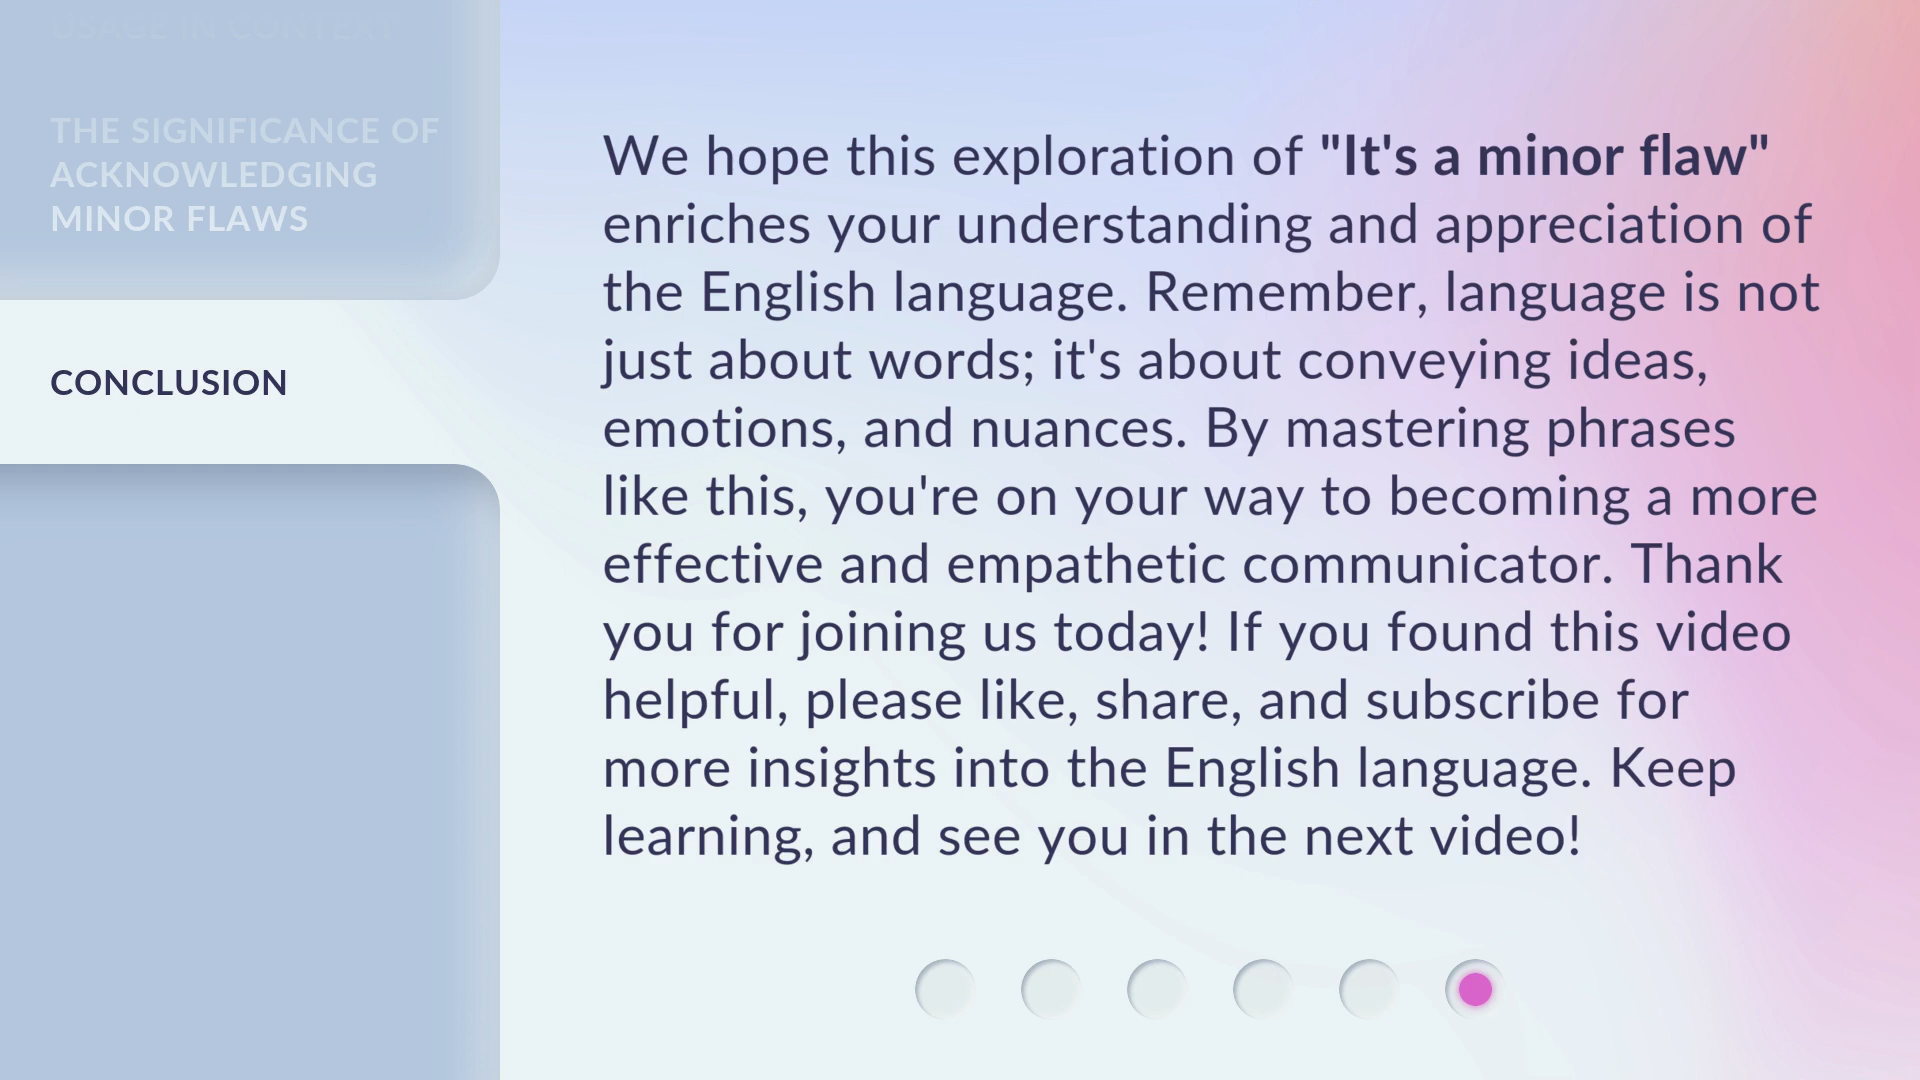 USAGE IN CONTEXT
THE SIGNIFICANCE OF
ACKNOWLEDGING
MINOR FLAWS
CONCLUSION
We hope this exploration of "It's a minor flaw"
enriches your understanding and appreciation of
the English language. Remember, language is not
just about words; it's about conveying ideas,
emotions, and nuances. By mastering phrases
like this, you're on your way to becoming a more
effective and empathetic communicator. Thank
you for joining us today! If you found this video
helpful, please like, share, and subscribe for
more insights into the English language. Keep
learning, and see you in the next video!